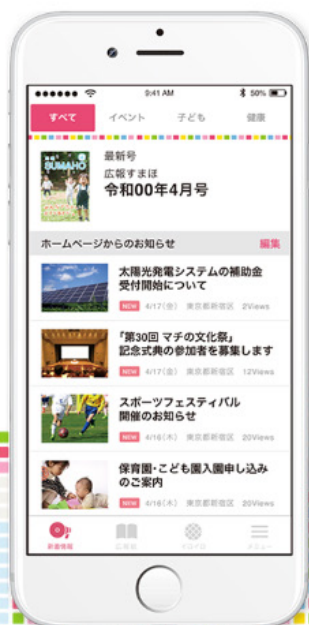 9:41 AM
50%
すべて
イベント
子ども
健康
SUMAHO
最新号
広報すまほ
令和00年4月号
ホームページからのお知らせ
編集
太陽光発電システムの補助金
受付開始について
NEW 4/17(金) 東京都新宿区 2Views
「第30回 マチの文化祭」
記念式典の参加者を募集します
NEW 4/17(金) 東京都新宿区 12Views
スポーツフェスティバル
開催のお知らせ
NEW 4/16(木) 東京都新宿区 20Views
保育園・こども園入園申し込み
のご案内
NEW 4/16(木) 東京都新宿区 20Views
新着情報
広報紙
イロイロ
メニュー